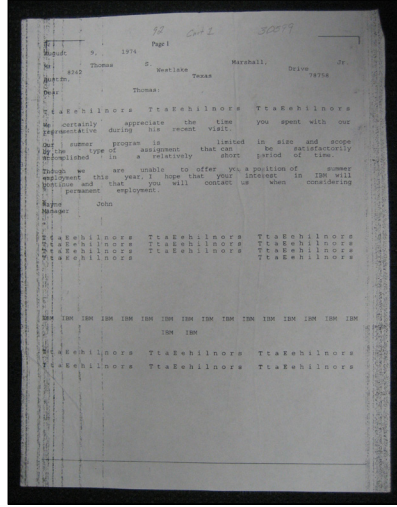 92
Page 1
August 9, 1974
Mr. Thomas S. Marshall, Jr.
8242 Westlake Drive
Austin, Texas 78758
Dear Thomas:
TtaEehilnors TtaEehilnors TtaEehilnors
We certainly appreciate the time you spent with our
representative during his recent visit.
Our summer program is limited in size and scope
by the type of assignment that can be satisfactorily
accomplished in a relatively short period of time.
Though we are unable to offer you a position of summer
employment this year, I hope that your interest in IBM will
continue and that you will contact us when considering
permanent employment.
Wayne John
Manager
TtaEehilnors TtaEehilnors TtaEehilnors
TtaEehilnors TtaEehilnors TtaEehilnors
TtaEehilnors TtaEehilnors TtaEehilnors
TtaEehilnors TtaEehilnors
IBM IBM IBM IBM IBM IBM IBM IBM IBM IBM IBM IBM IBM IBM
IBM IBM
TtaEehilnors TtaEehilnors TtaEehilnors
TtaEehilnors TtaEehilnors TtaEehilnors